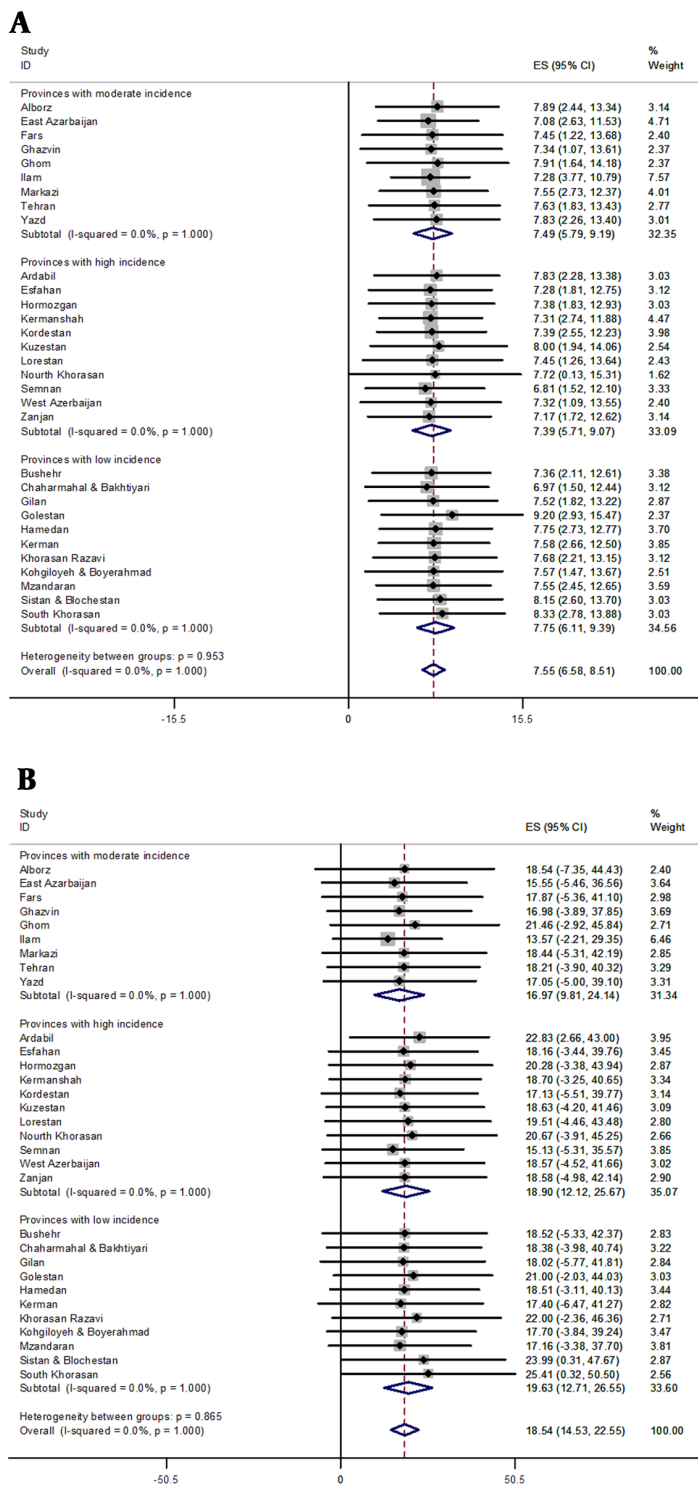 A
Study %
ID ES (95% CI) Weight
Provinces with moderate incidence
Alborz 7.89 (2.44, 13.34) 3.14
East Azarbaijan 7.08 (2.63, 11.53) 4.71
Fars 7.45 (1.22, 13.68) 2.40
Ghazvin 7.34 (1.07, 13.61) 2.37
Ghom 7.91 (1.64, 14.18) 2.37
Ilam 7.28 (3.77, 10.79) 7.57
Markazi 7.55 (2.73, 12.37) 4.01
Tehran 7.63 (1.83, 13.43) 2.77
Yazd 7.83 (2.26, 13.40) 3.01
Subtotal (I-squared = 0.0%, p = 1.000) 7.49 (5.79, 9.19) 32.35
Provinces with high incidence
Ardabil 7.83 (2.28, 13.38) 3.03
Esfahan 7.28 (1.81, 12.75) 3.12
Hormozgan 7.38 (1.83, 12.93) 3.03
Kermanshah 7.31 (2.74, 11.88) 4.47
Kordestan 7.39 (2.55, 12.23) 3.98
Kuzestan 8.00 (1.94, 14.06) 2.54
Lorestan 7.45 (1.26, 13.64) 2.43
Nourth Khorasan 7.72 (0.13, 15.31) 1.62
Semnan 6.81 (1.52, 12.10) 3.33
West Azerbaijan 7.32 (1.09, 13.55) 2.40
Zanjan 7.17 (1.72, 12.62) 3.14
Subtotal (I-squared = 0.0%, p = 1.000) 7.39 (5.71, 9.07) 33.09
Provinces with low incidence
Bushehr 7.36 (2.11, 12.61) 3.38
Chaharmahal & Bakhtiyari 6.97 (1.50, 12.44) 3.12
Gilan 7.52 (1.82, 13.22) 2.87
Golestan 9.20 (2.93, 15.47) 2.37
Hamedan 7.75 (2.73, 12.77) 3.70
Kerman 7.58 (2.66, 12.50) 3.85
Khorasan Razavi 7.68 (2.21, 13.15) 3.12
Kohgiloyeh & Boyerahmad 7.57 (1.47, 13.67) 2.51
Mzandaran 7.55 (2.45, 12.65) 3.59
Sistan & Blochestan 8.15 (2.60, 13.70) 3.03
South Khorasan 8.33 (2.78, 13.88) 3.03
Subtotal (I-squared = 0.0%, p = 1.000) 7.75 (6.11, 9.39) 34.56
Heterogeneity between groups: p = 0.953
Overall (I-squared = 0.0%, p = 1.000) 7.55 (6.58, 8.51) 100.00
-15.5 0 15.5
B
Study %
ID ES (95% CI) Weight
Provinces with moderate incidence
Alborz 18.54 (-7.35, 44.43) 2.40
East Azarbaijan 15.55 (-5.46, 36.56) 3.64
Fars 17.87 (-5.36, 41.10) 2.98
Ghazvin 16.98 (-3.89, 37.85) 3.69
Ghom 21.46 (-2.92, 45.84) 2.71
Ilam 13.57 (-2.21, 29.35) 6.46
Markazi 18.44 (-5.31, 42.19) 2.85
Tehran 18.21 (-3.90, 40.32) 3.29
Yazd 17.05 (-5.00, 39.10) 3.31
Subtotal (I-squared = 0.0%, p = 1.000) 16.97 (9.81, 24.14) 31.34
Provinces with high incidence
Ardabil 22.83 (2.66, 43.00) 3.95
Esfahan 18.16 (-3.44, 39.76) 3.45
Hormozgan 20.28 (-3.38, 43.94) 2.87
Kermanshah 18.70 (-3.25, 40.65) 3.34
Kordestan 17.13 (-5.51, 39.77) 3.14
Kuzestan 18.63 (-4.20, 41.46) 3.09
Lorestan 19.51 (-4.46, 43.48) 2.80
Nourth Khorasan 20.67 (-3.91, 45.25) 2.66
Semnan 15.13 (-5.31, 35.57) 3.85
West Azerbaijan 18.57 (-4.52, 41.66) 3.02
Zanjan 18.58 (-4.98, 42.14) 2.90
Subtotal (I-squared = 0.0%, p = 1.000) 18.90 (12.12, 25.67) 35.07
Provinces with low incidence
Bushehr 18.52 (-5.33, 42.37) 2.83
Chaharmahal & Bakhtiyari 18.38 (-3.98, 40.74) 3.22
Gilan 18.02 (-5.77, 41.81) 2.84
Golestan 21.00 (-2.03, 44.03) 3.03
Hamedan 18.51 (-3.11, 40.13) 3.44
Kerman 17.40 (-6.47, 41.27) 2.82
Khorasan Razavi 22.00 (-2.36, 46.36) 2.71
Kohgiloyeh & Boyerahmad 17.70 (-3.84, 39.24) 3.47
Mzandaran 17.16 (-3.38, 37.70) 3.81
Sistan & Blochestan 23.99 (0.31, 47.67) 2.87
South Khorasan 25.41 (0.32, 50.50) 2.56
Subtotal (I-squared = 0.0%, p = 1.000) 19.63 (12.71, 26.55) 33.60
Heterogeneity between groups: p = 0.865
Overall (I-squared = 0.0%, p = 1.000) 18.54 (14.53, 22.55) 100.00
-50.5 0 50.5